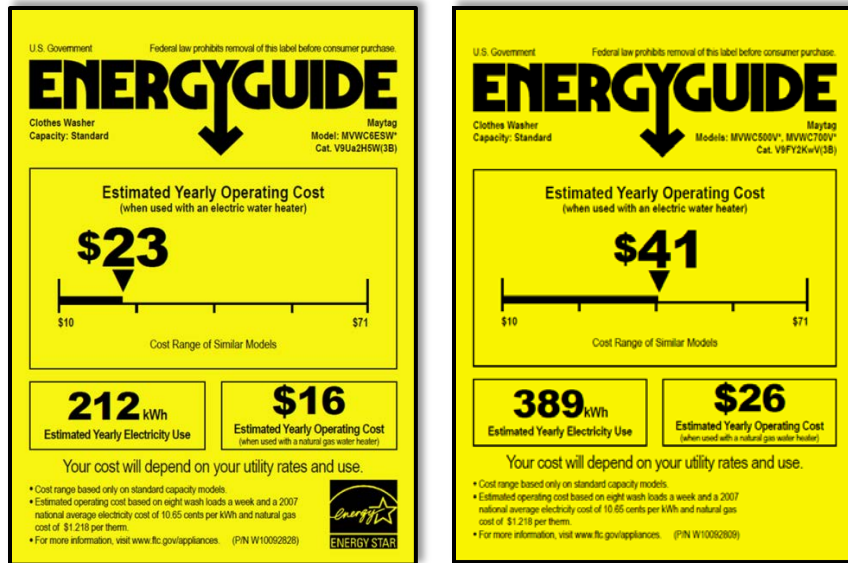 U.S. Government Federal law prohibits removal of this label before consumer purchase.
ENERGYGUIDE
Clothes Washer
Capacity: Standard
Maytag
Model: MVWC6ESW*
Cat. V9Ua2H5W(3B)
Estimated Yearly Operating Cost
(when used with an electric water heater)
$23
$10 $71
Cost Range of Similar Models
212 kWh
Estimated Yearly Electricity Use
$16
Estimated Yearly Operating Cost
(when used with a natural gas water heater)
Your cost will depend on your utility rates and use.
• Cost range based only on standard capacity models.
• Estimated operating cost based on eight wash loads a week and a 2007
national average electricity cost of 10.65 cents per kWh and natural gas
cost of $1.218 per therm.
• For more information, visit www.ftc.gov/appliances. (P/N W10092828)
energy
ENERGY STAR
U.S. Government Federal law prohibits removal of this label before consumer purchase.
ENERGYGUIDE
Clothes Washer
Capacity: Standard
Maytag
Models: MVWC500V*, MVWC700V*
Cat. V9FY2KwV(3B)
Estimated Yearly Operating Cost
(when used with an electric water heater)
$41
$10 $71
Cost Range of Similar Models
389 kWh
Estimated Yearly Electricity Use
$26
Estimated Yearly Operating Cost
(when used with a natural gas water heater)
Your cost will depend on your utility rates and use.
• Cost range based only on standard capacity models.
• Estimated operating cost based on eight wash loads a week and a 2007
national average electricity cost of 10.65 cents per kWh and natural gas
cost of $1.218 per therm.
• For more information, visit www.ftc.gov/appliances. (P/N W10092809)